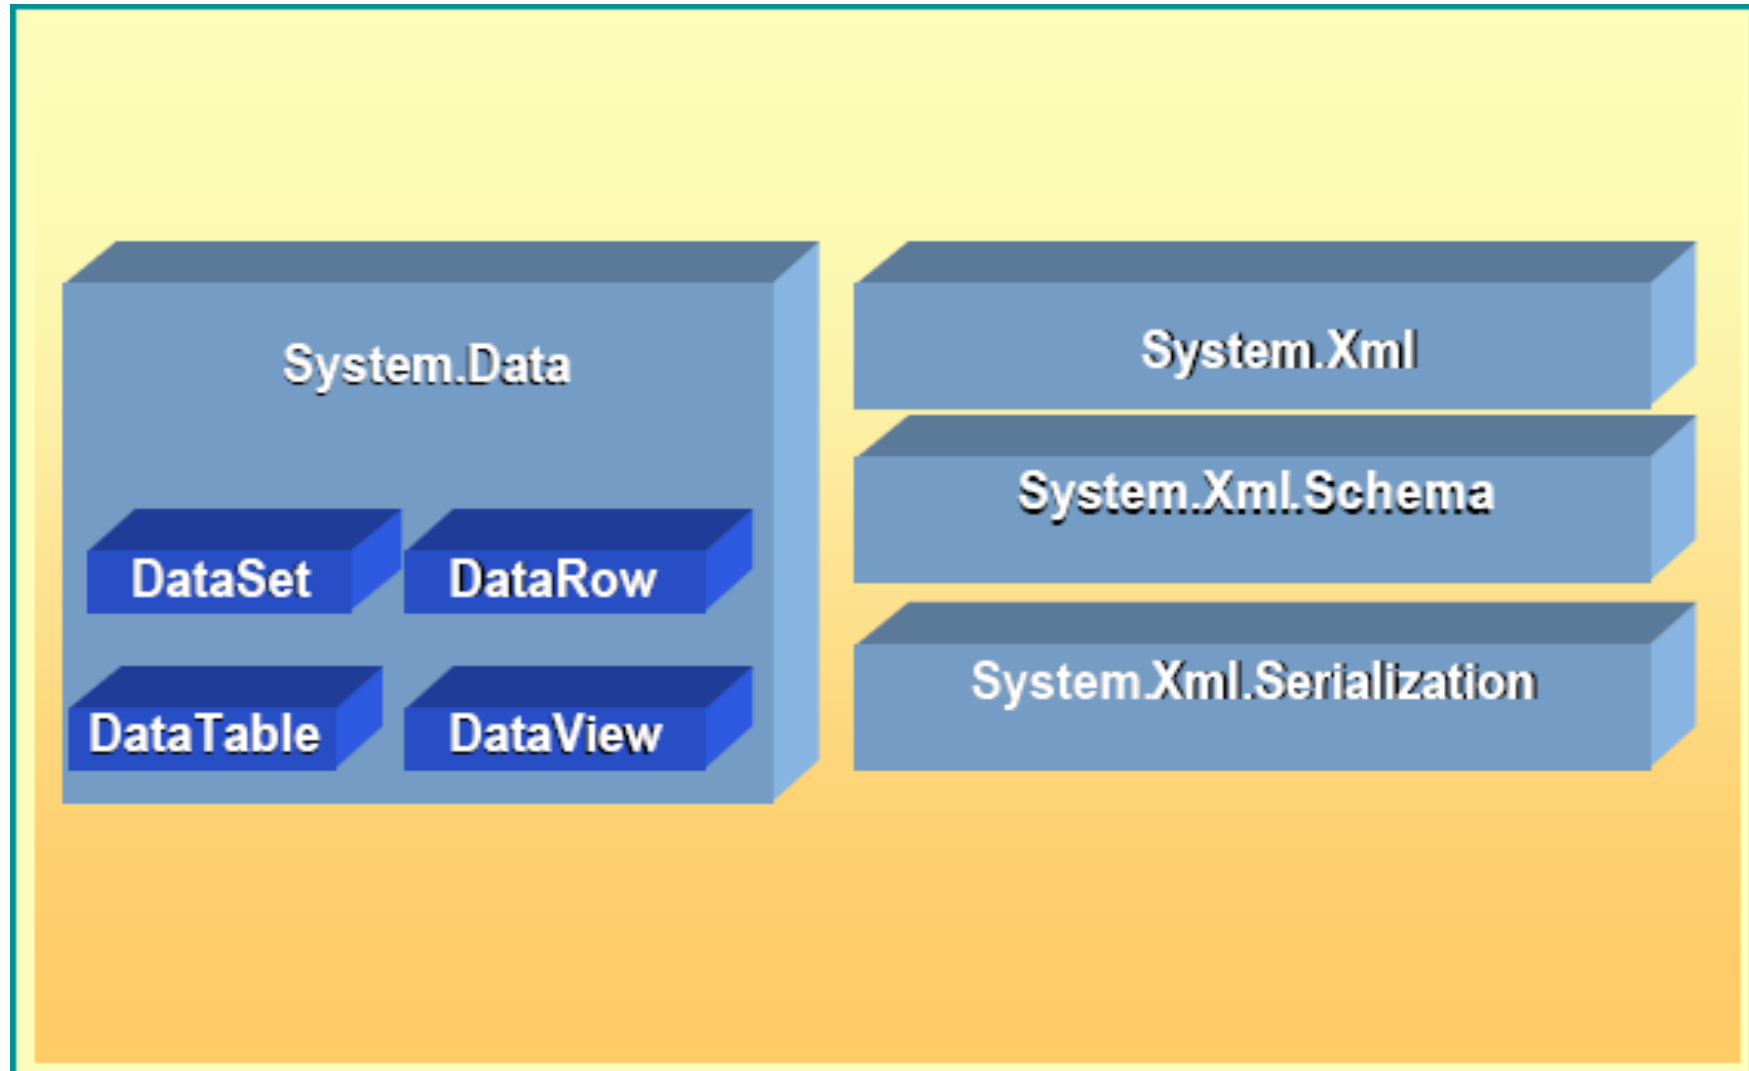 System.Data
DataSet
DataRow
DataTable
DataView
System.Xml
System.Xml.Schema
System.Xml.Serialization